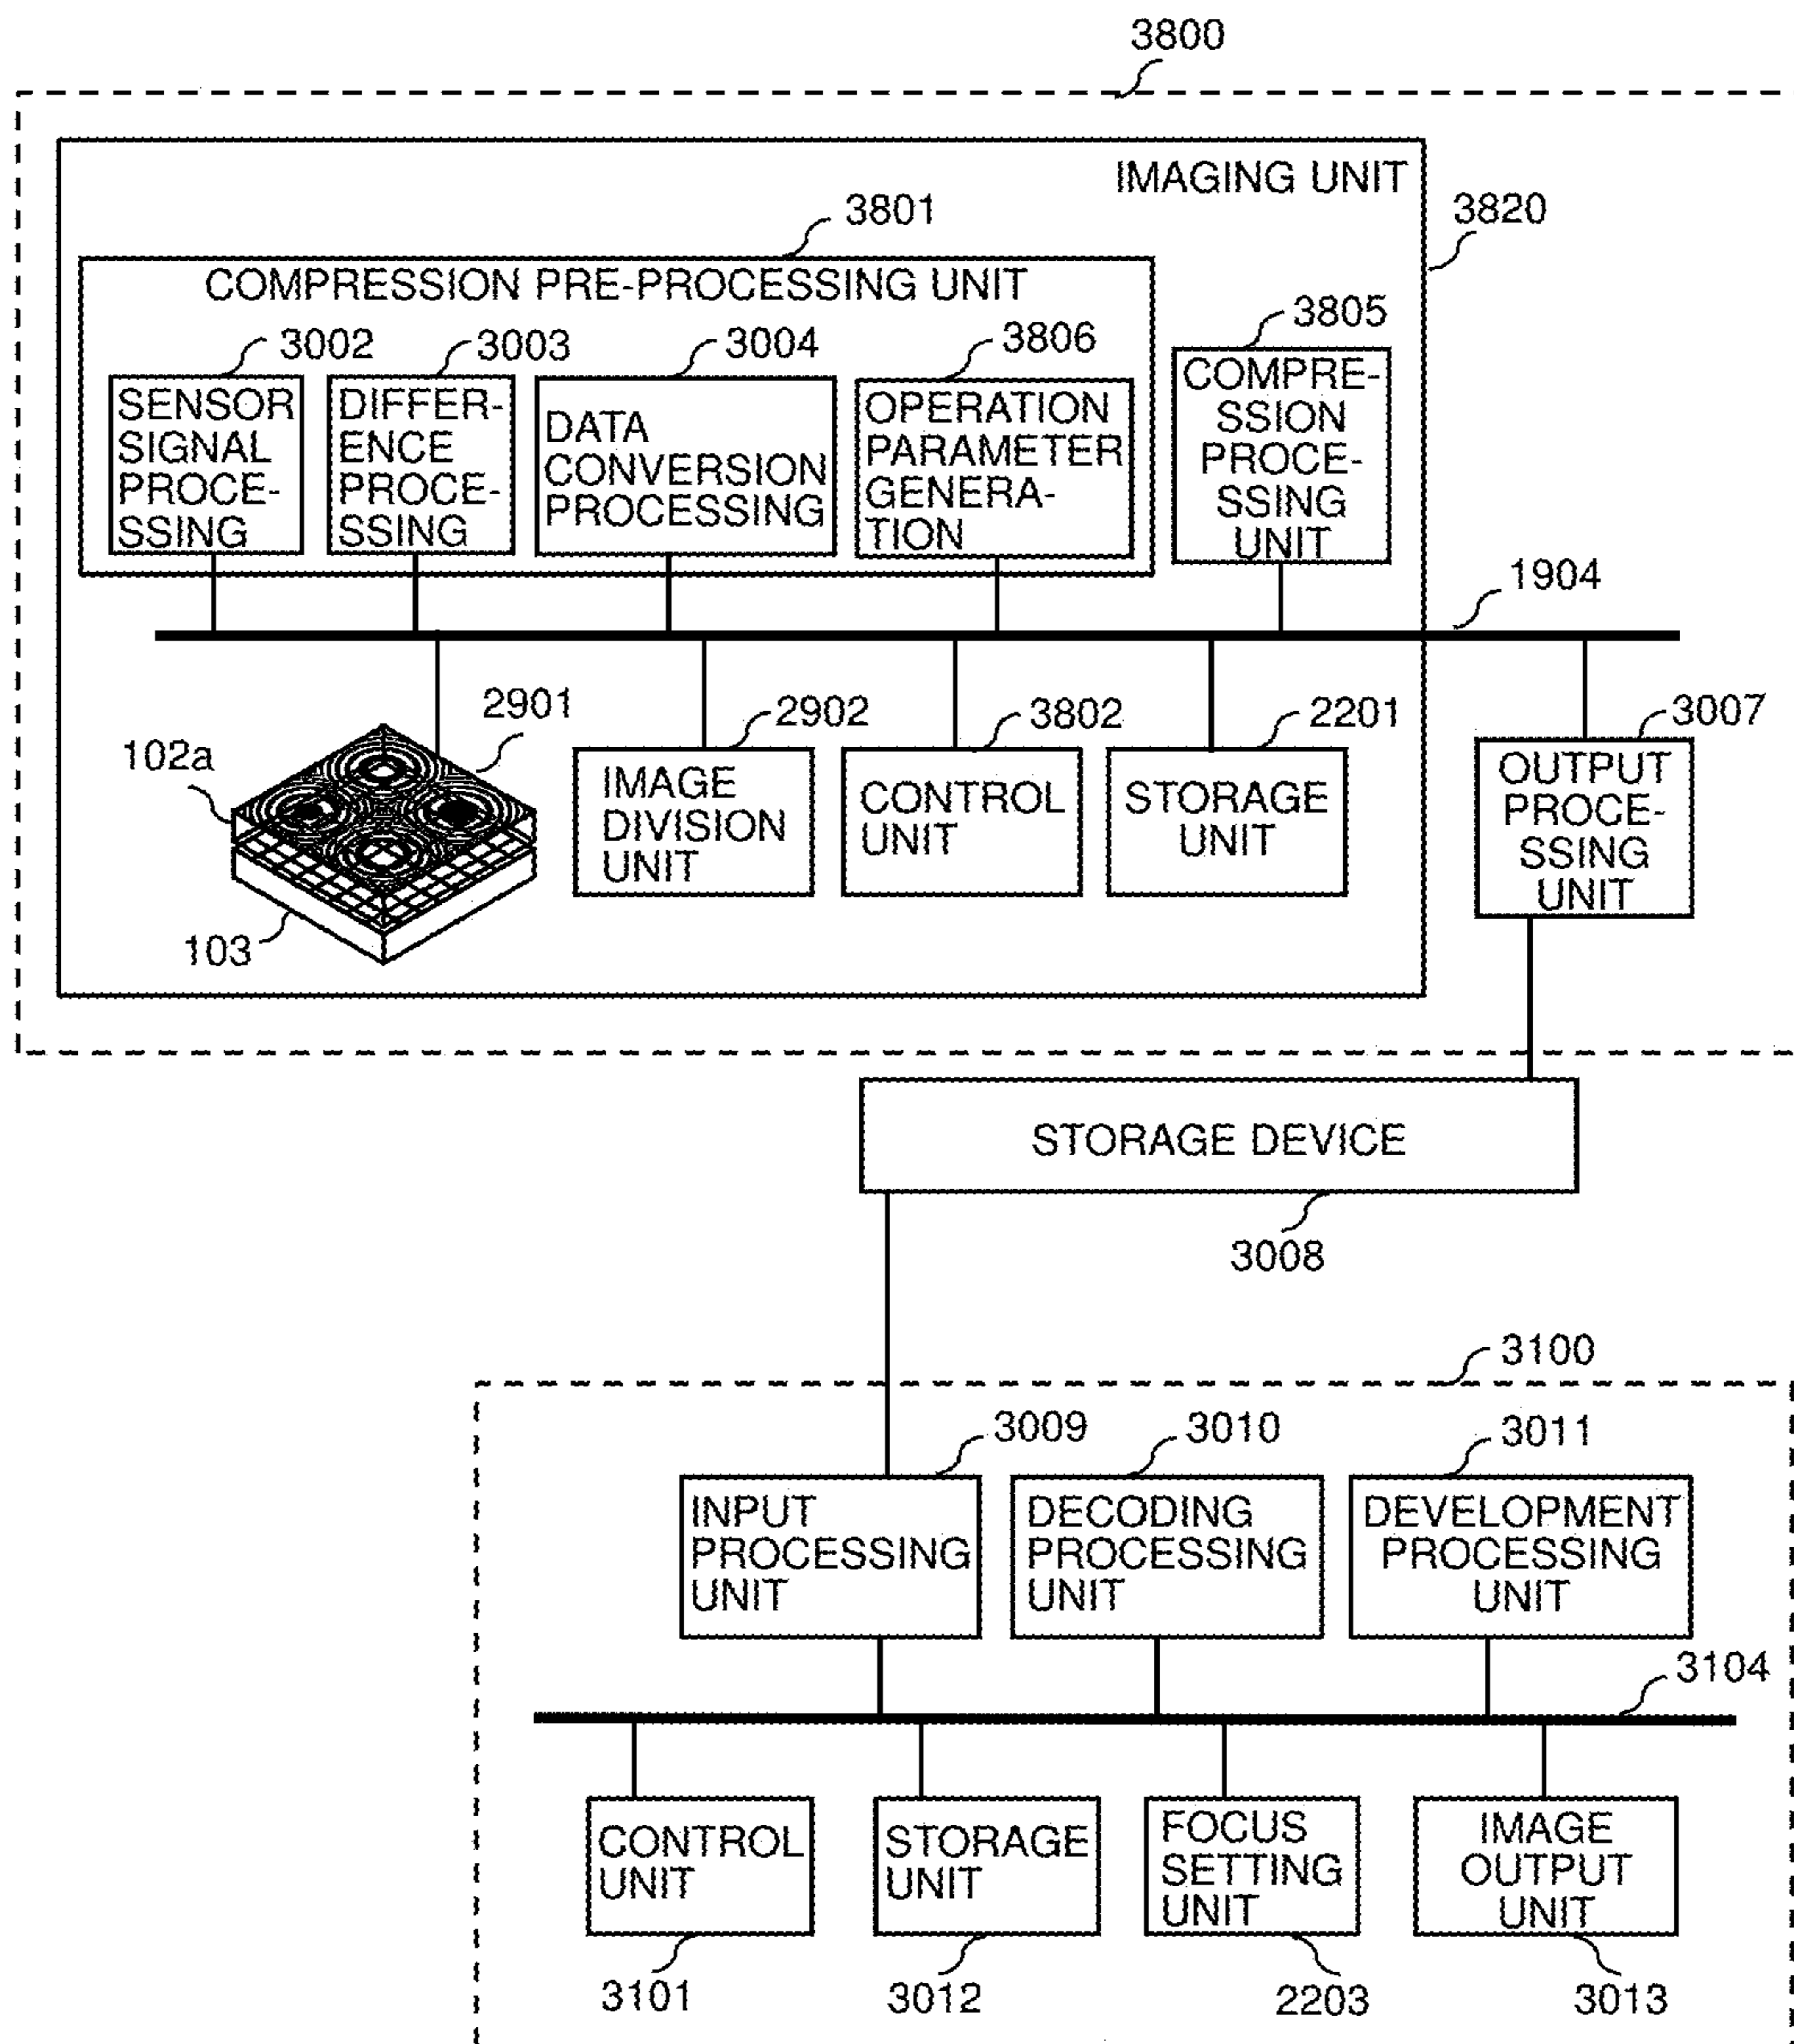 3800
IMAGING UNIT
3820
3801
COMPRESSION PRE-PROCESSING UNIT
3002
SENSOR
SIGNAL
PROCE-
SSING
3003
DIFFER-
ENCE
PROCE-
SSING
3004
DATA
CONVERSION
PROCESSING
3806
OPERATION
PARAMETER
GENERA-
TION
3805
COMPRE-
SSION
PROCE-
SSING
UNIT
1904
2901
102a
103
2902
IMAGE
DIVISION
UNIT
3802
CONTROL
UNIT
2201
STORAGE
UNIT
3007
OUTPUT
PROCE-
SSING
UNIT
STORAGE DEVICE
3008
3100
3009
INPUT
PROCESSING
UNIT
3010
DECODING
PROCESSING
UNIT
3011
DEVELOPMENT
PROCESSING
UNIT
3104
CONTROL
UNIT
3101
STORAGE
UNIT
3012
FOCUS
SETTING
UNIT
2203
IMAGE
OUTPUT
UNIT
3013